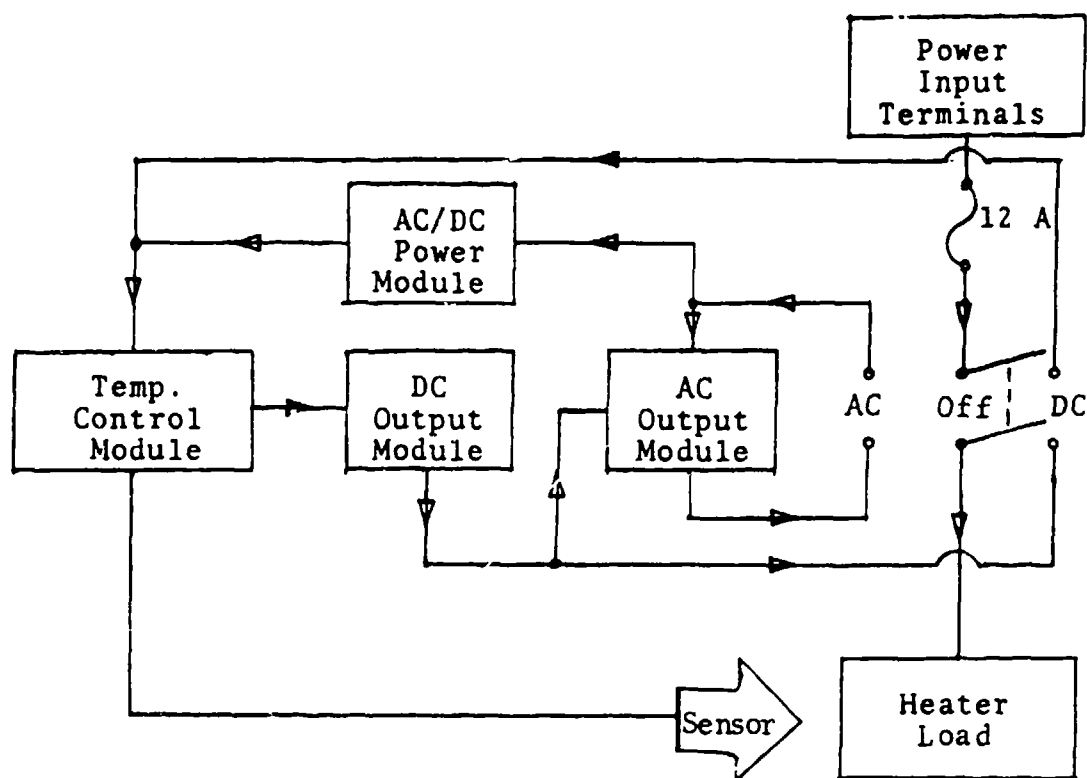 Power
Input
Terminals
12 A
AC/DC
Power
Module
Temp.
Control
Module
DC
Output
Module
AC
Output
Module
AC
Off
DC
Sensor
Heater
Load